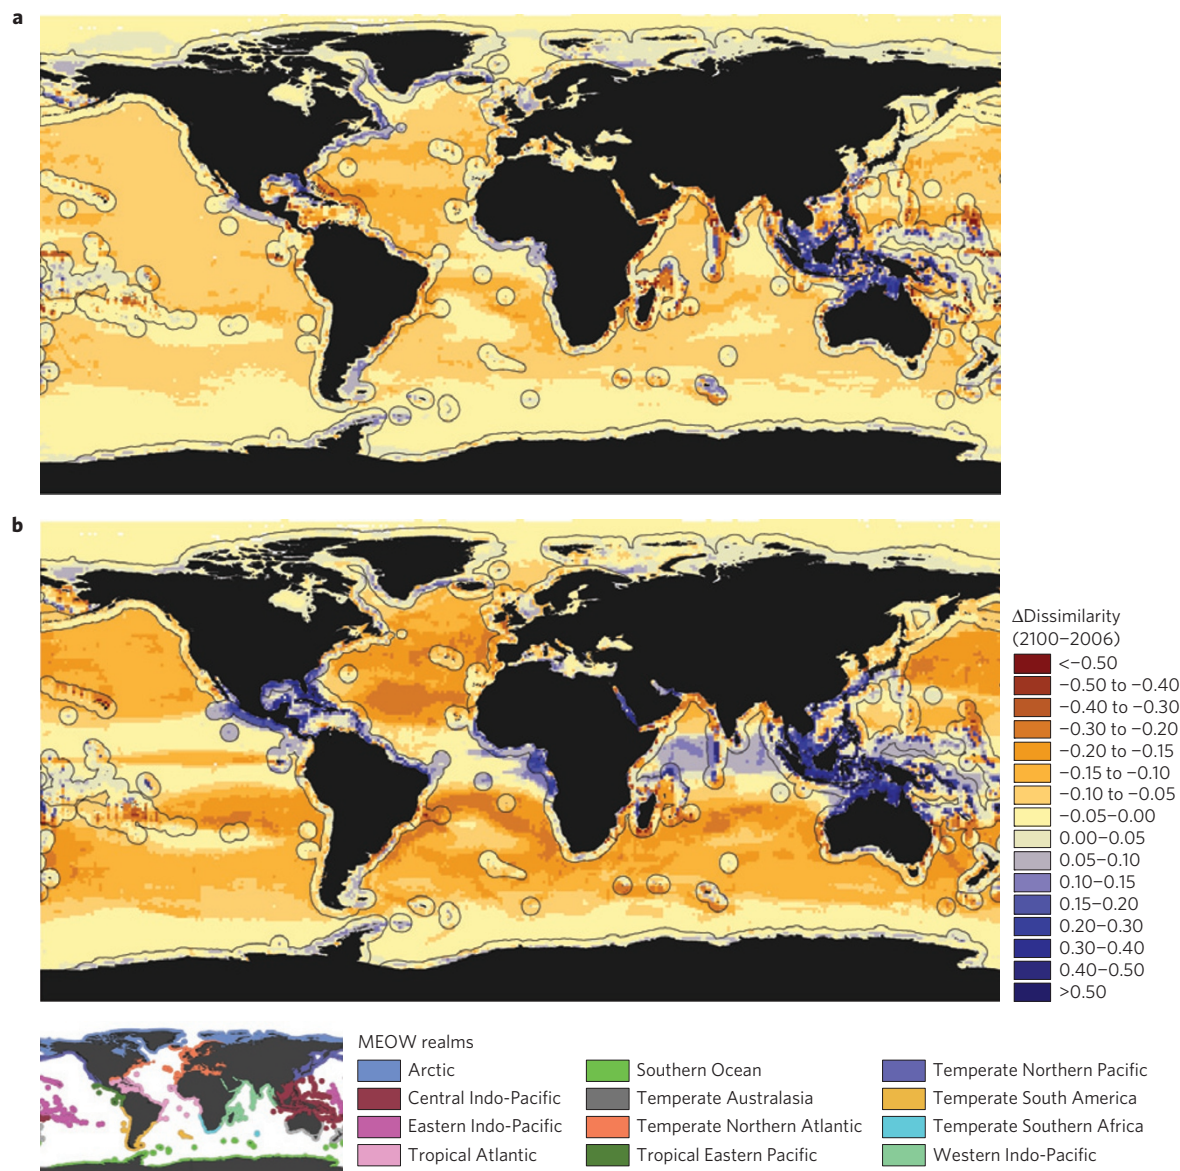 a
b
ΔDissimilarity
(2100–2006)
<−0.50
−0.50 to −0.40
−0.40 to −0.30
−0.30 to −0.20
−0.20 to −0.15
−0.15 to −0.10
−0.10 to −0.05
−0.05–0.00
0.00–0.05
0.05–0.10
0.10–0.15
0.15–0.20
0.20–0.30
0.30–0.40
0.40–0.50
>0.50
MEOW realms
Arctic
Central Indo-Pacific
Eastern Indo-Pacific
Tropical Atlantic
Southern Ocean
Temperate Australasia
Temperate Northern Atlantic
Tropical Eastern Pacific
Temperate Northern Pacific
Temperate South America
Temperate Southern Africa
Western Indo-Pacific